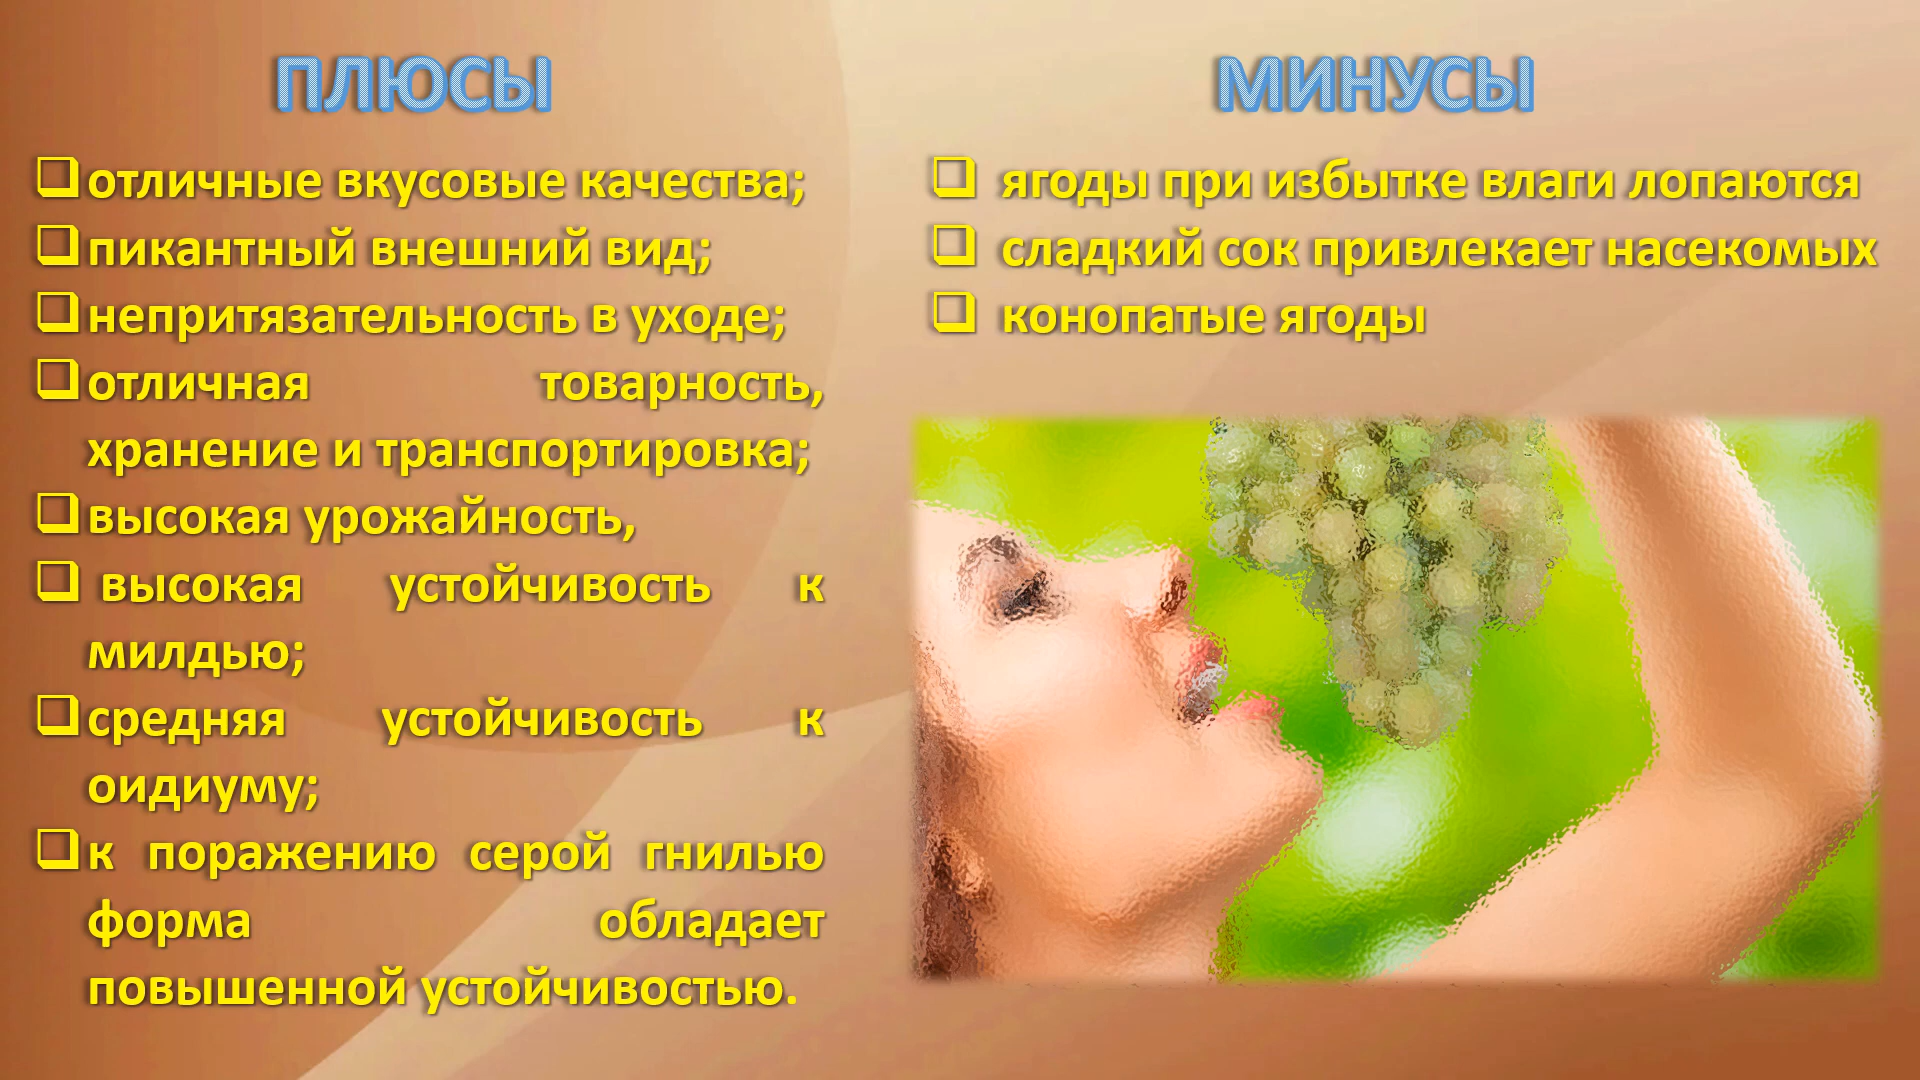 ПЛЮСЫ
отличные вкусовые качества;
пикантный внешний вид;
непритязательность в уходе;
отличная товарность,
хранение и транспортировка;
высокая урожайность,
высокая устойчивость к
милдью;
средняя устойчивость к
оидиуму;
к поражению серой гнилью
форма обладает
повышенной устойчивостью.
МИНУСЫ
ягоды при избытке влаги лопаются
сладкий сок привлекает насекомых
конопатые ягоды